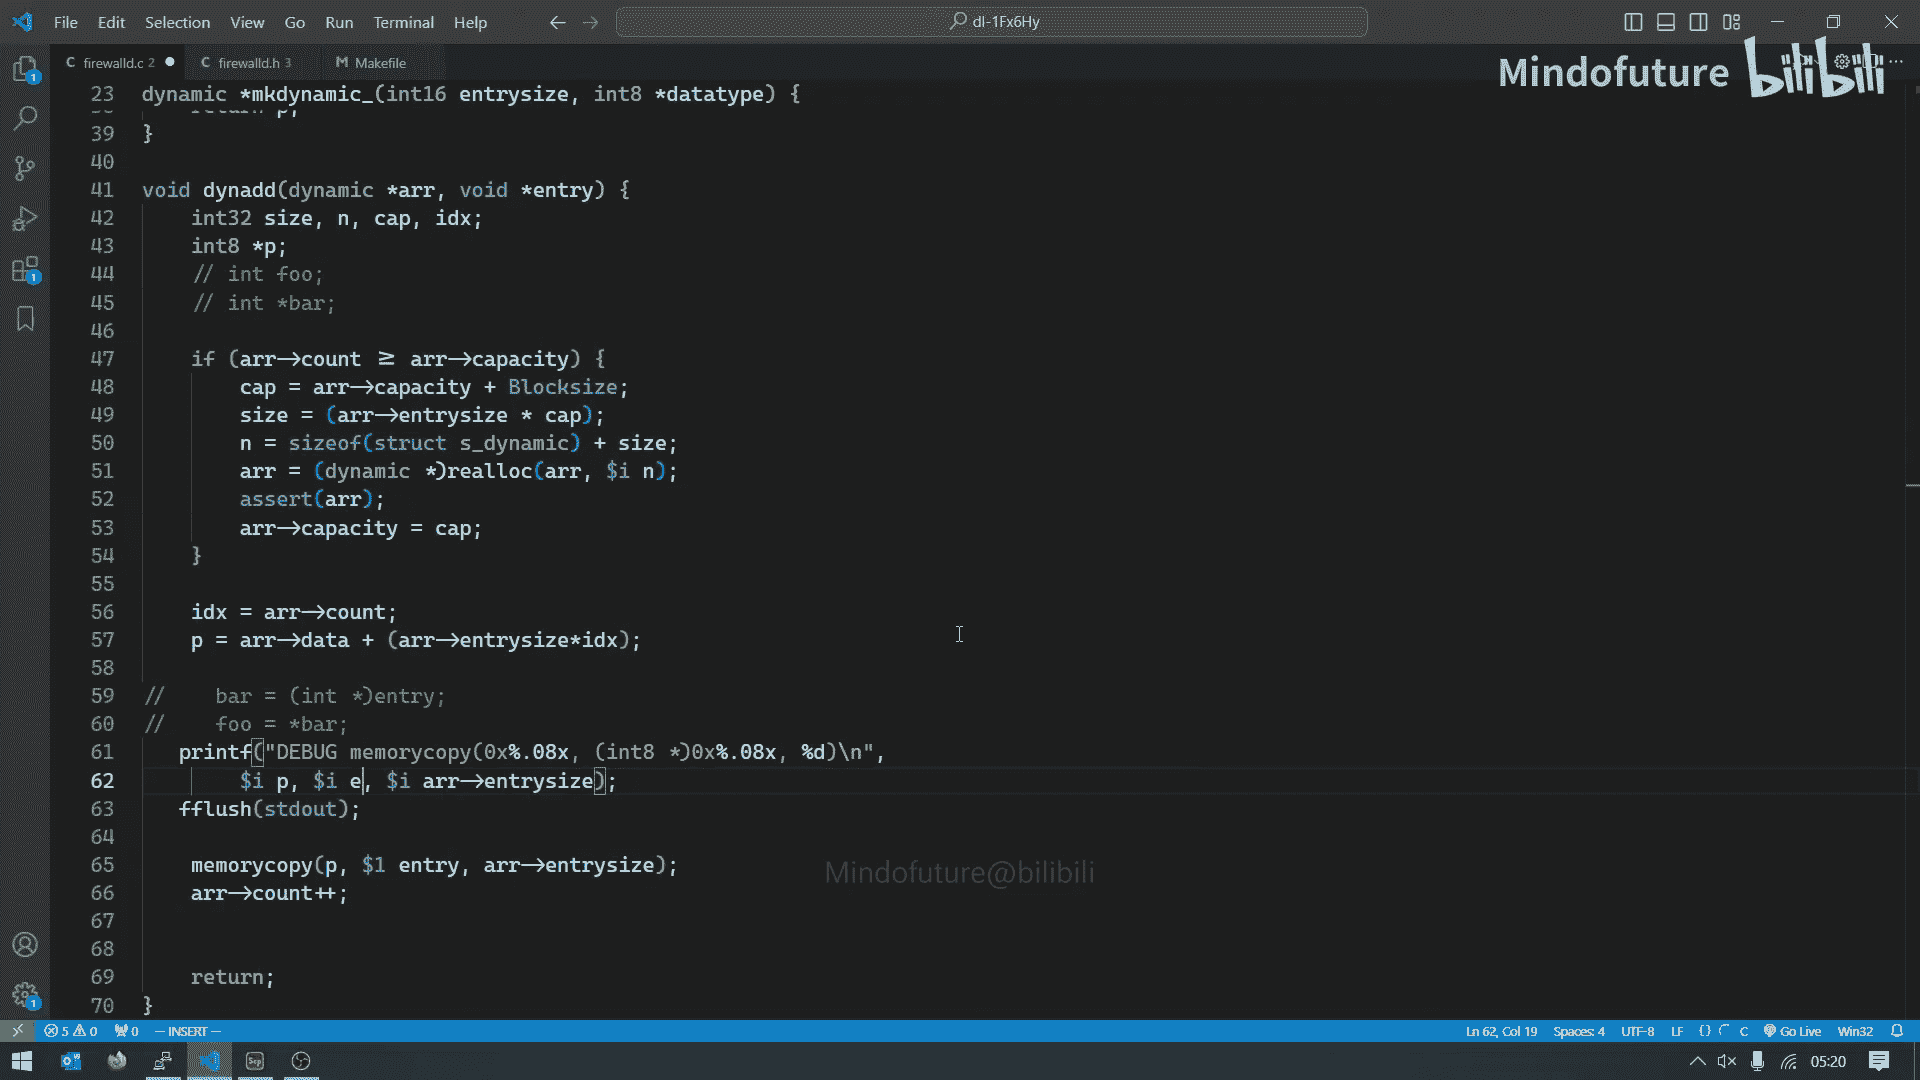 File Edit Selection View Go Run Terminal Help
dl-1Fx6Hy
C firewalld.c 2
C firewalld.h 3
M Makefile
Mindofuture bilibili
23 dynamic *mkdynamic_(int16 entrysize, int8 *datatype) {
39 }
40
41 void dynadd(dynamic *arr, void *entry) {
42 int32 size, n, cap, idx;
43 int8 *p;
44 // int foo;
45 // int *bar;
46
47 if (arr->count >= arr->capacity) {
48 cap = arr->capacity + Blocksize;
49 size = (arr->entrysize * cap);
50 n = sizeof(struct s_dynamic) + size;
51 arr = (dynamic *)realloc(arr, $i n);
52 assert(arr);
53 arr->capacity = cap;
54 }
55
56 idx = arr->count;
57 p = arr->data + (arr->entrysize*idx);
58
59 // bar = (int *)entry;
60 // foo = *bar;
61 printf("DEBUG memorycopy(0x%.08x, (int8 *)0x%.08x, %d)\n",
62 $i p, $i e, $i arr->entrysize);
63 fflush(stdout);
64
65 memorycopy(p, $1 entry, arr->entrysize);
66 arr->count++;
67
68
69 return;
70 }
Mindofuture@bilibili
5 0 0 -- INSERT --
Ln 62, Col 19 Spaces: 4 UTF-8 LF {} C Go Live Win32
05:20